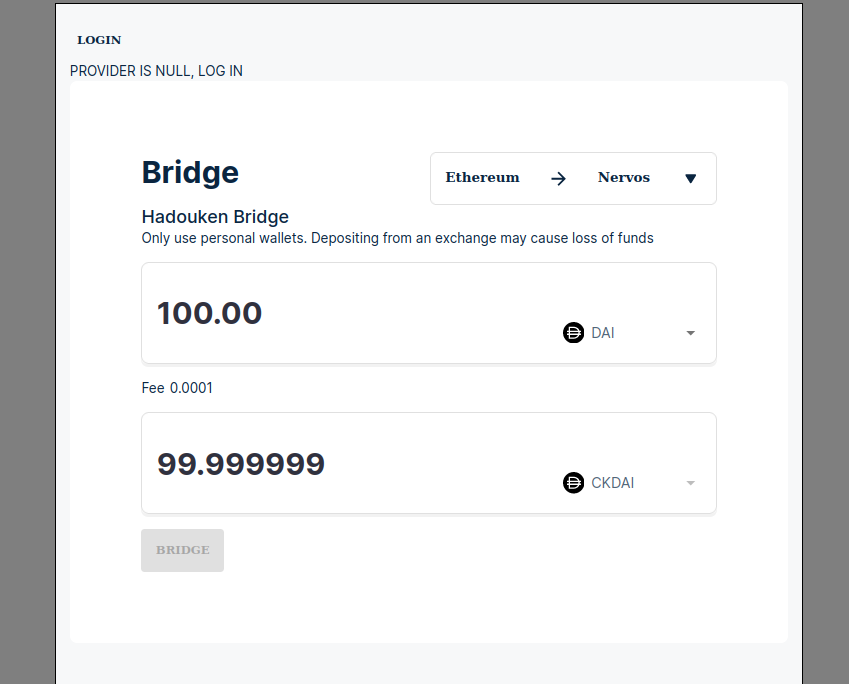 LOGIN
PROVIDER IS NULL, LOG IN
Bridge
Ethereum → Nervos
Hadouken Bridge
Only use personal wallets. Depositing from an exchange may cause loss of funds
100.00
DAI
Fee 0.0001
99.999999
CKDAI
BRIDGE